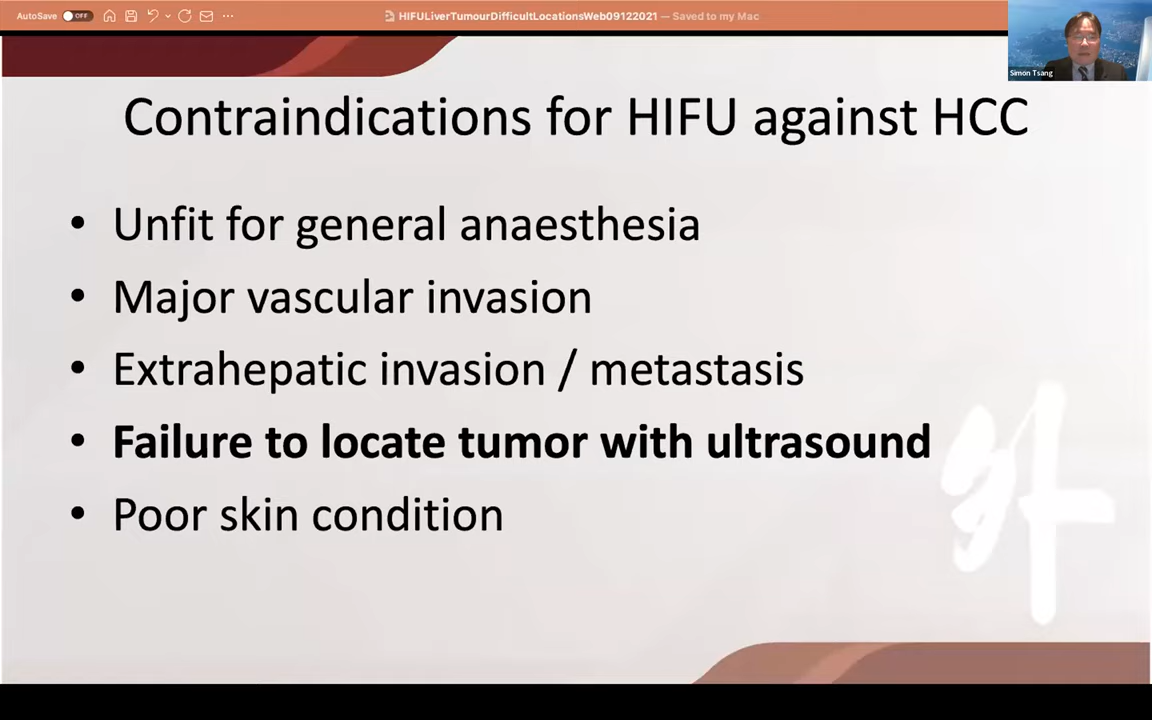 AutoSave OFF
HIFULiverTumourDifficultLocationsWeb09122021 — Saved to my Mac
Simon Tsang
Contraindications for HIFU against HCC
• Unfit for general anaesthesia
• Major vascular invasion
• Extrahepatic invasion / metastasis
• Failure to locate tumor with ultrasound
• Poor skin condition
外